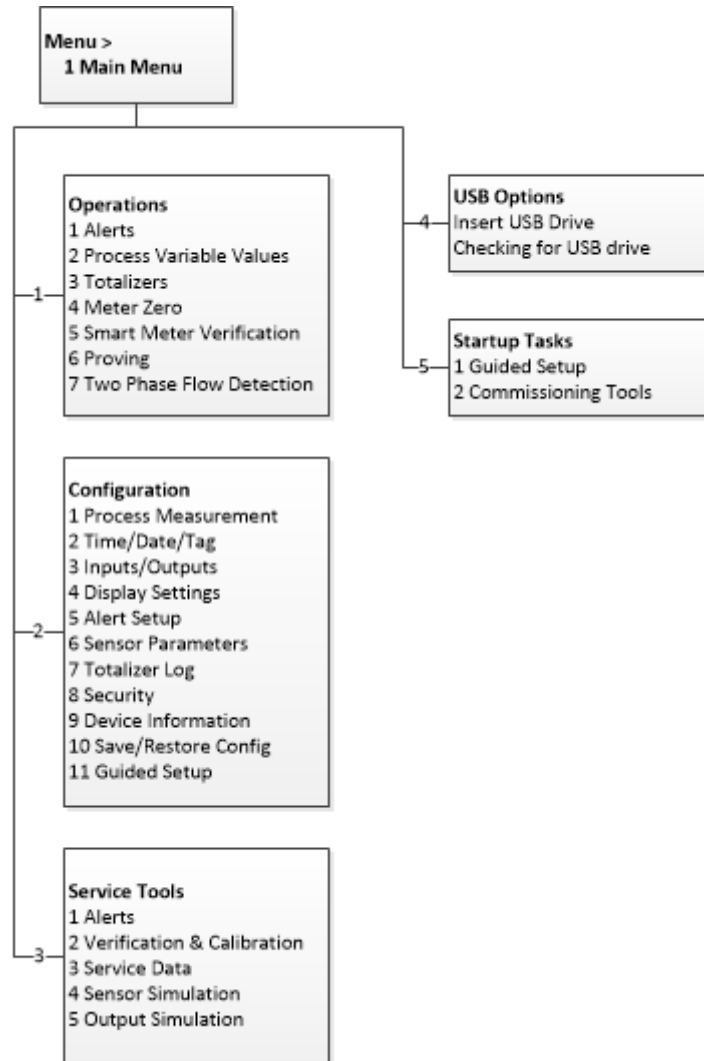 Menu >
1 Main Menu
1
Operations
1 Alerts
2 Process Variable Values
3 Totalizers
4 Meter Zero
5 Smart Meter Verification
6 Proving
7 Two Phase Flow Detection
2
Configuration
1 Process Measurement
2 Time/Date/Tag
3 Inputs/Outputs
4 Display Settings
5 Alert Setup
6 Sensor Parameters
7 Totalizer Log
8 Security
9 Device Information
10 Save/Restore Config
11 Guided Setup
3
Service Tools
1 Alerts
2 Verification & Calibration
3 Service Data
4 Sensor Simulation
5 Output Simulation
4
USB Options
Insert USB Drive
Checking for USB drive
5
Startup Tasks
1 Guided Setup
2 Commissioning Tools